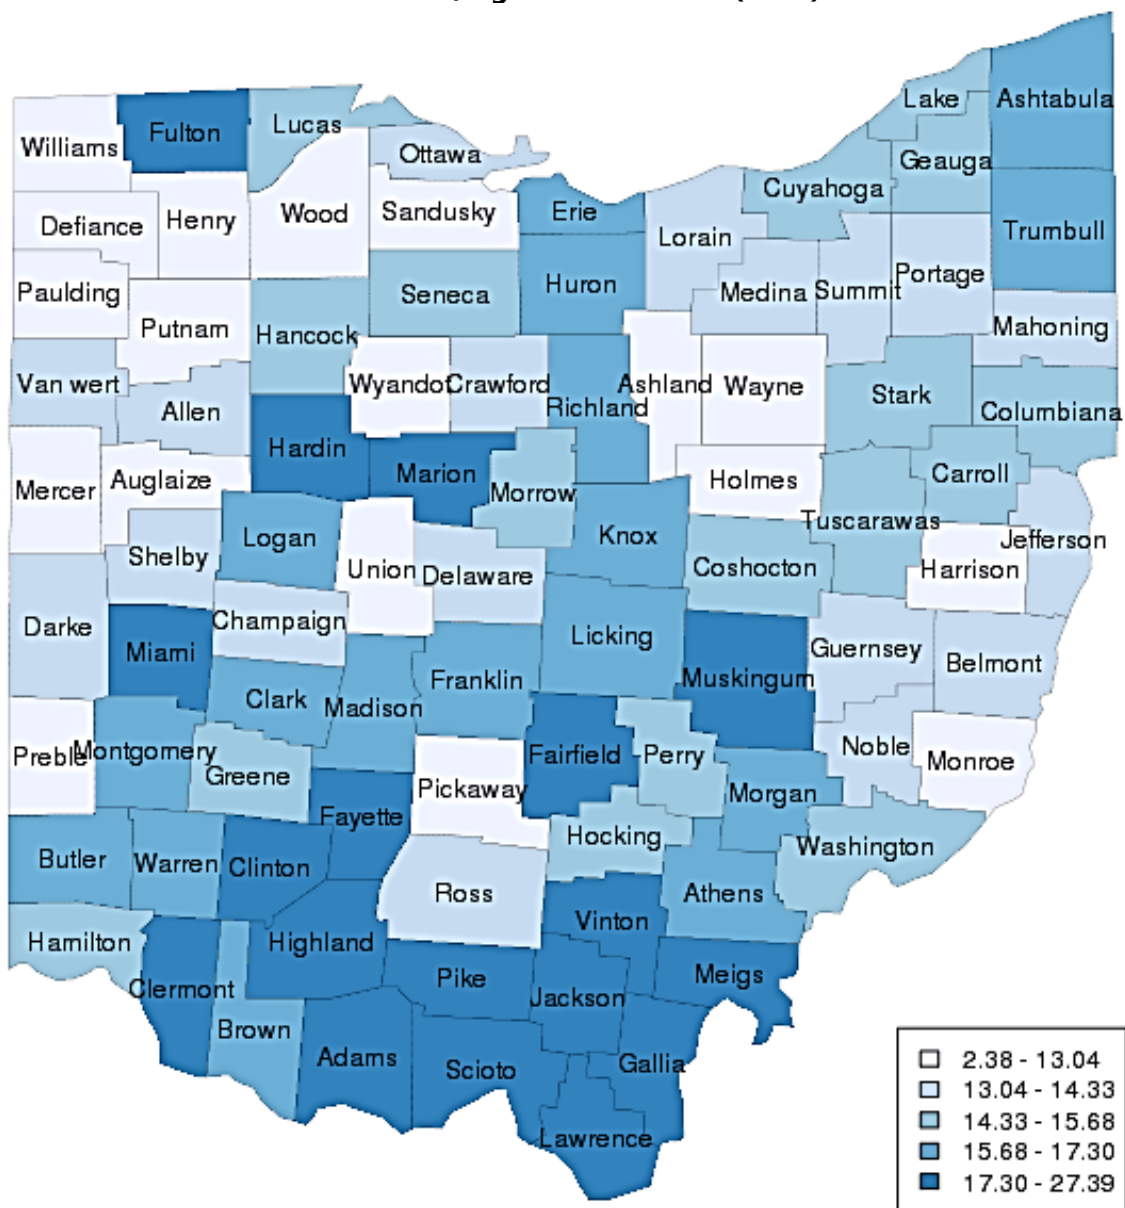 Lake
Ashtabula
Lucas
Fulton
Williams
Ottawa
Geauga
Cuyahoga
Wood
Sandusky
Erie
Henry
Defiance
Trumbull
Lorain
Portage
Huron
Medina
Summit
Seneca
Paulding
Putnam
Mahoning
Hancock
Van wert
Wyandot
Crawford
Ashland
Wayne
Stark
Richland
Allen
Columbiana
Hardin
Marion
Carroll
Auglaize
Holmes
Mercer
Morrow
Tuscarawas
Logan
Knox
Jefferson
Shelby
Union
Delaware
Coshocton
Harrison
Champaign
Darke
Licking
Miami
Guernsey
Belmont
Franklin
Muskingum
Clark
Madison
Noble
Preble
Montgomery
Fairfield
Perry
Monroe
Greene
Pickaway
Morgan
Fayette
Hocking
Washington
Butler
Warren
Clinton
Ross
Athens
Vinton
Hamilton
Highland
Pike
Meigs
Clermont
Jackson
Brown
Adams
Scioto
Gallia
Lawrence
2.38 - 13.04
13.04 - 14.33
14.33 - 15.68
15.68 - 17.30
17.30 - 27.39